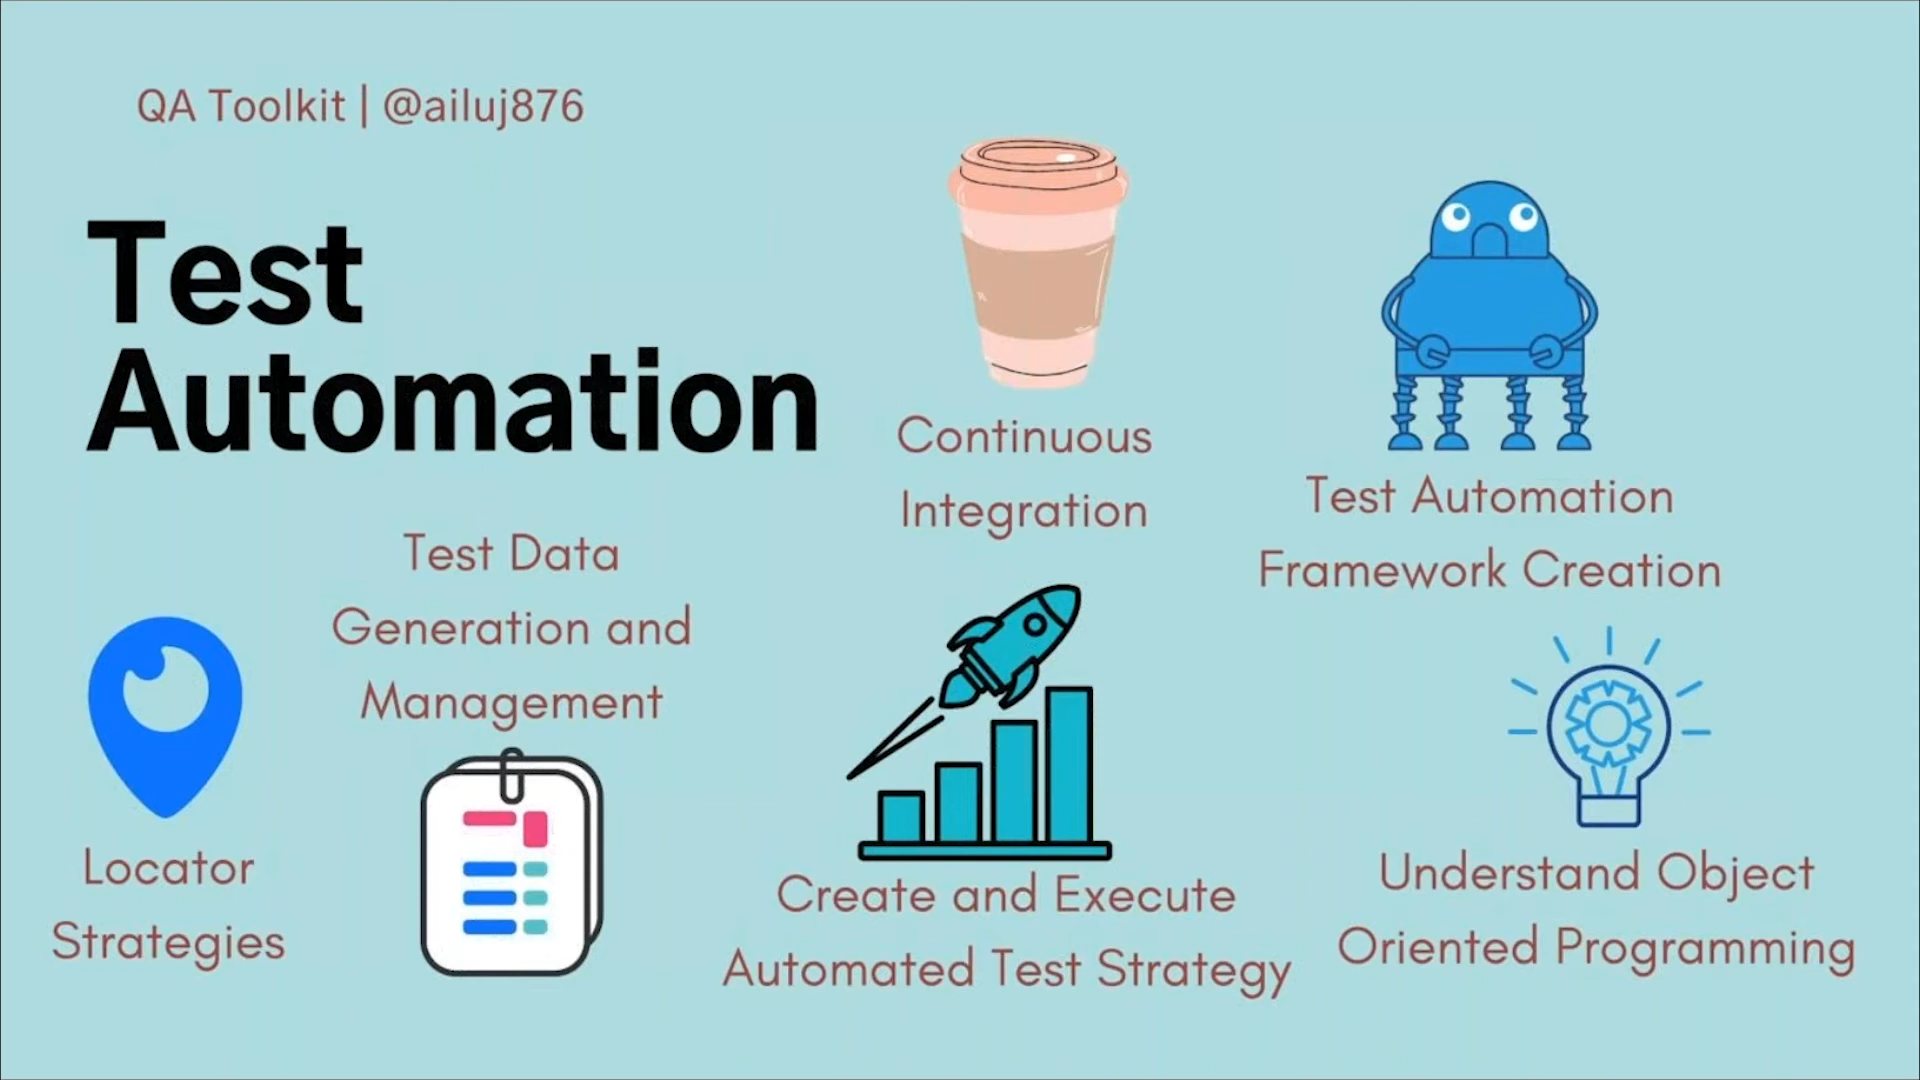 QA Toolkit | @ailuj876
Test
Automation
Continuous
Integration
Test Automation
Framework Creation
Test Data
Generation and
Management
Locator
Strategies
Create and Execute
Automated Test Strategy
Understand Object
Oriented Programming